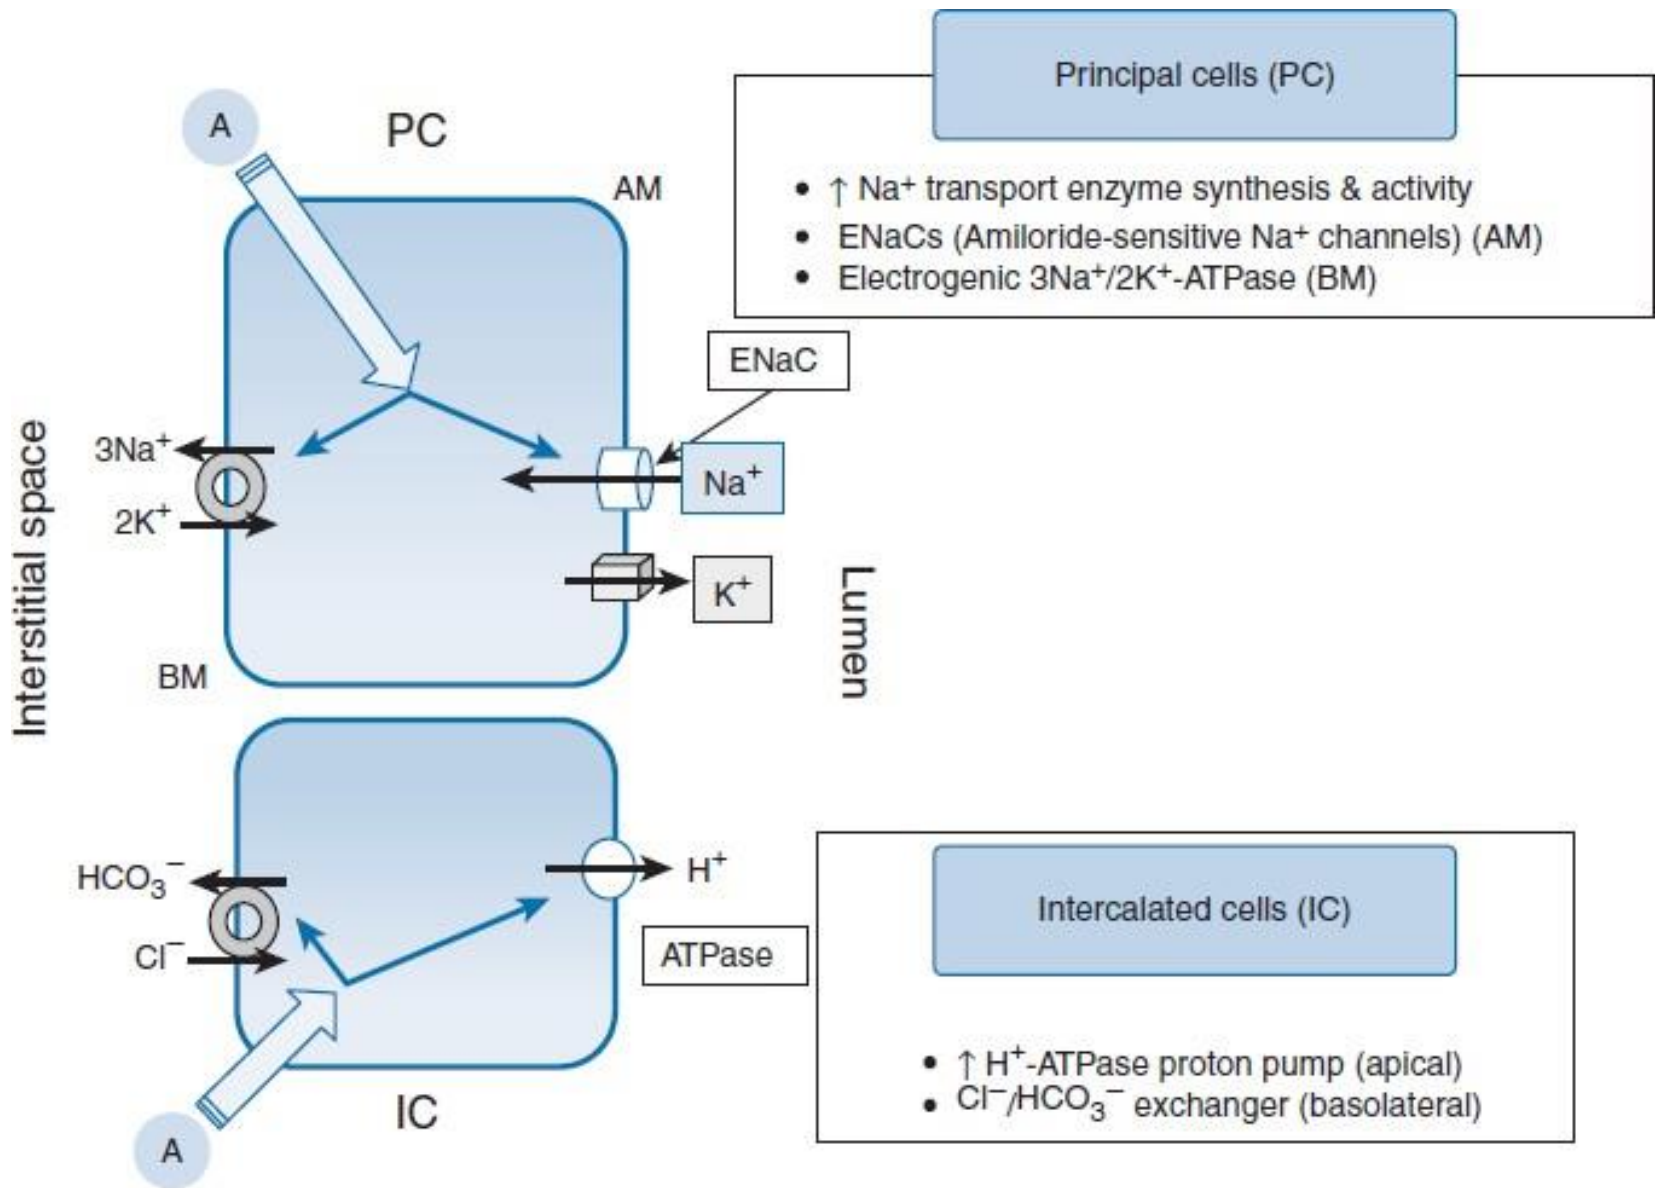 Principal cells (PC)
• ↑ Na⁺ transport enzyme synthesis & activity
• ENaCs (Amiloride-sensitive Na⁺ channels) (AM)
• Electrogenic 3Na⁺/2K⁺-ATPase (BM)
A
PC
AM
ENaC
3Na⁺
2K⁺
Na⁺
K⁺
BM
Interstitial space
Lumen
HCO₃⁻
Cl⁻
H⁺
ATPase
A
IC
Intercalated cells (IC)
• ↑ H⁺-ATPase proton pump (apical)
• Cl⁻/HCO₃⁻ exchanger (basolateral)